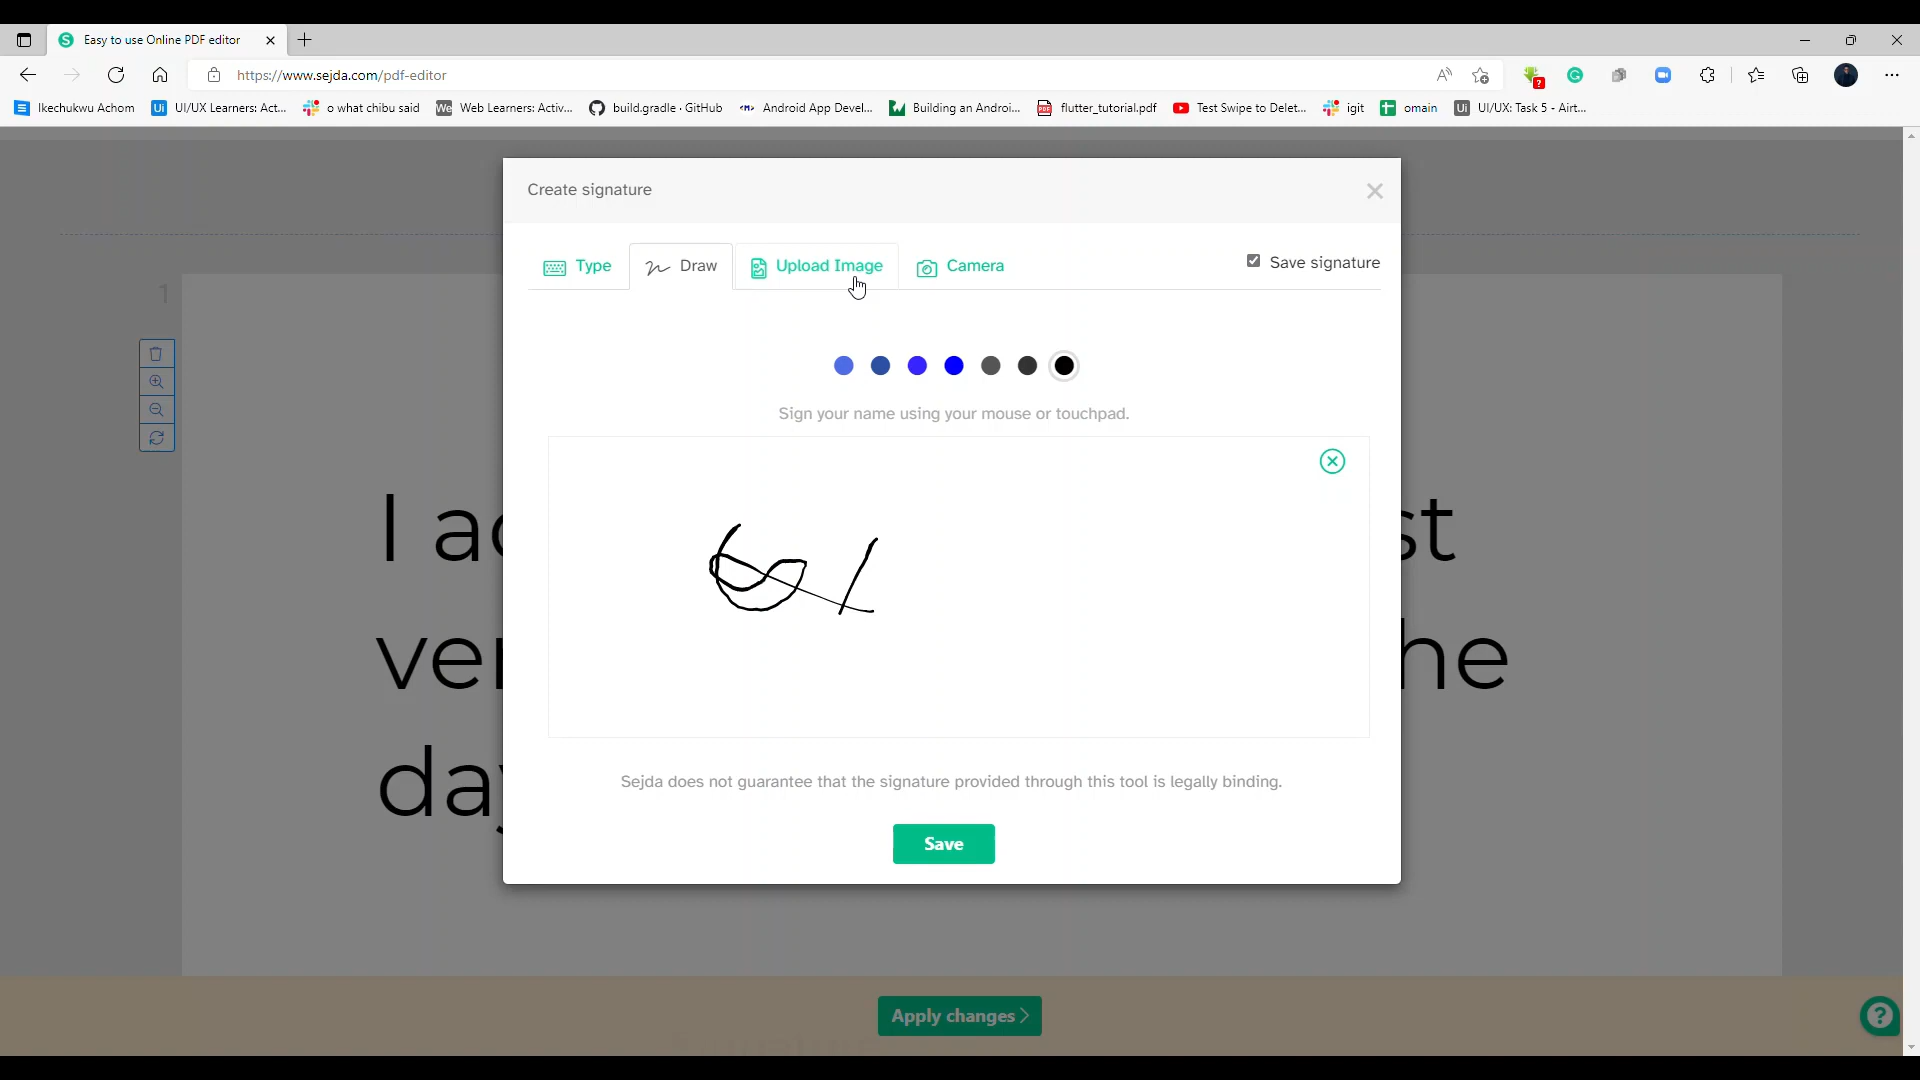 Easy to use Online PDF editor
https://www.sejda.com/pdf-editor
Ikechukwu Achom
UI/UX Learners: Act...
o what chibu said
Web Learners: Activ...
build.gradle · GitHub
Android App Devel...
Building an Androi...
flutter_tutorial.pdf
Test Swipe to Delet...
igit
omain
UI/UX: Task 5 - Airt...
Create signature
Type
Draw
Upload Image
Camera
Save signature
1
Sign your name using your mouse or touchpad.
I a st
ve he
da
Sejda does not guarantee that the signature provided through this tool is legally binding.
Save
Apply changes